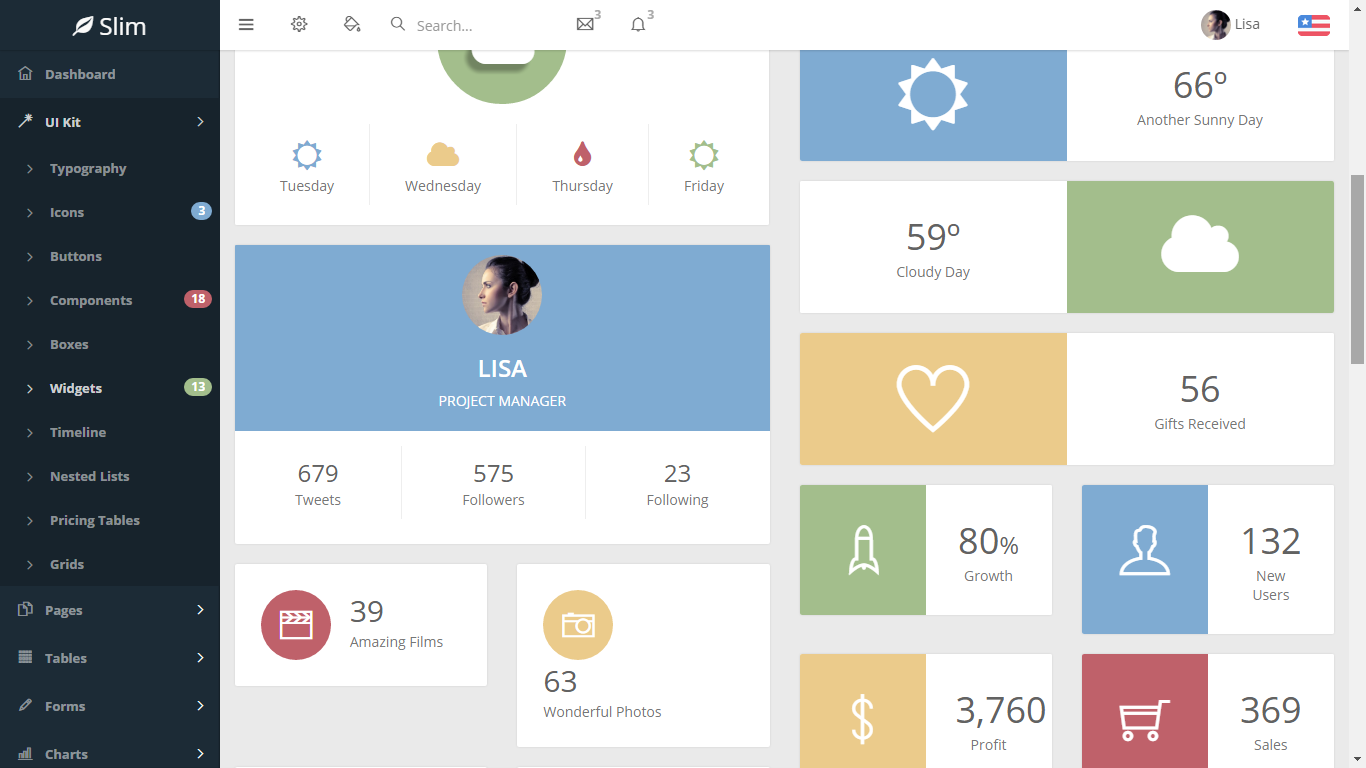 Slim
Search...
3
3
Lisa
Dashboard
UI Kit
Typography
Icons 3
Buttons
Components 18
Boxes
Widgets 13
Timeline
Nested Lists
Pricing Tables
Grids
Pages
Tables
Forms
Charts
Tuesday
Wednesday
Thursday
Friday
LISA
PROJECT MANAGER
679
Tweets
575
Followers
23
Following
39
Amazing Films
63
Wonderful Photos
66º
Another Sunny Day
59º
Cloudy Day
56
Gifts Received
80%
Growth
132
New
Users
3,760
Profit
369
Sales